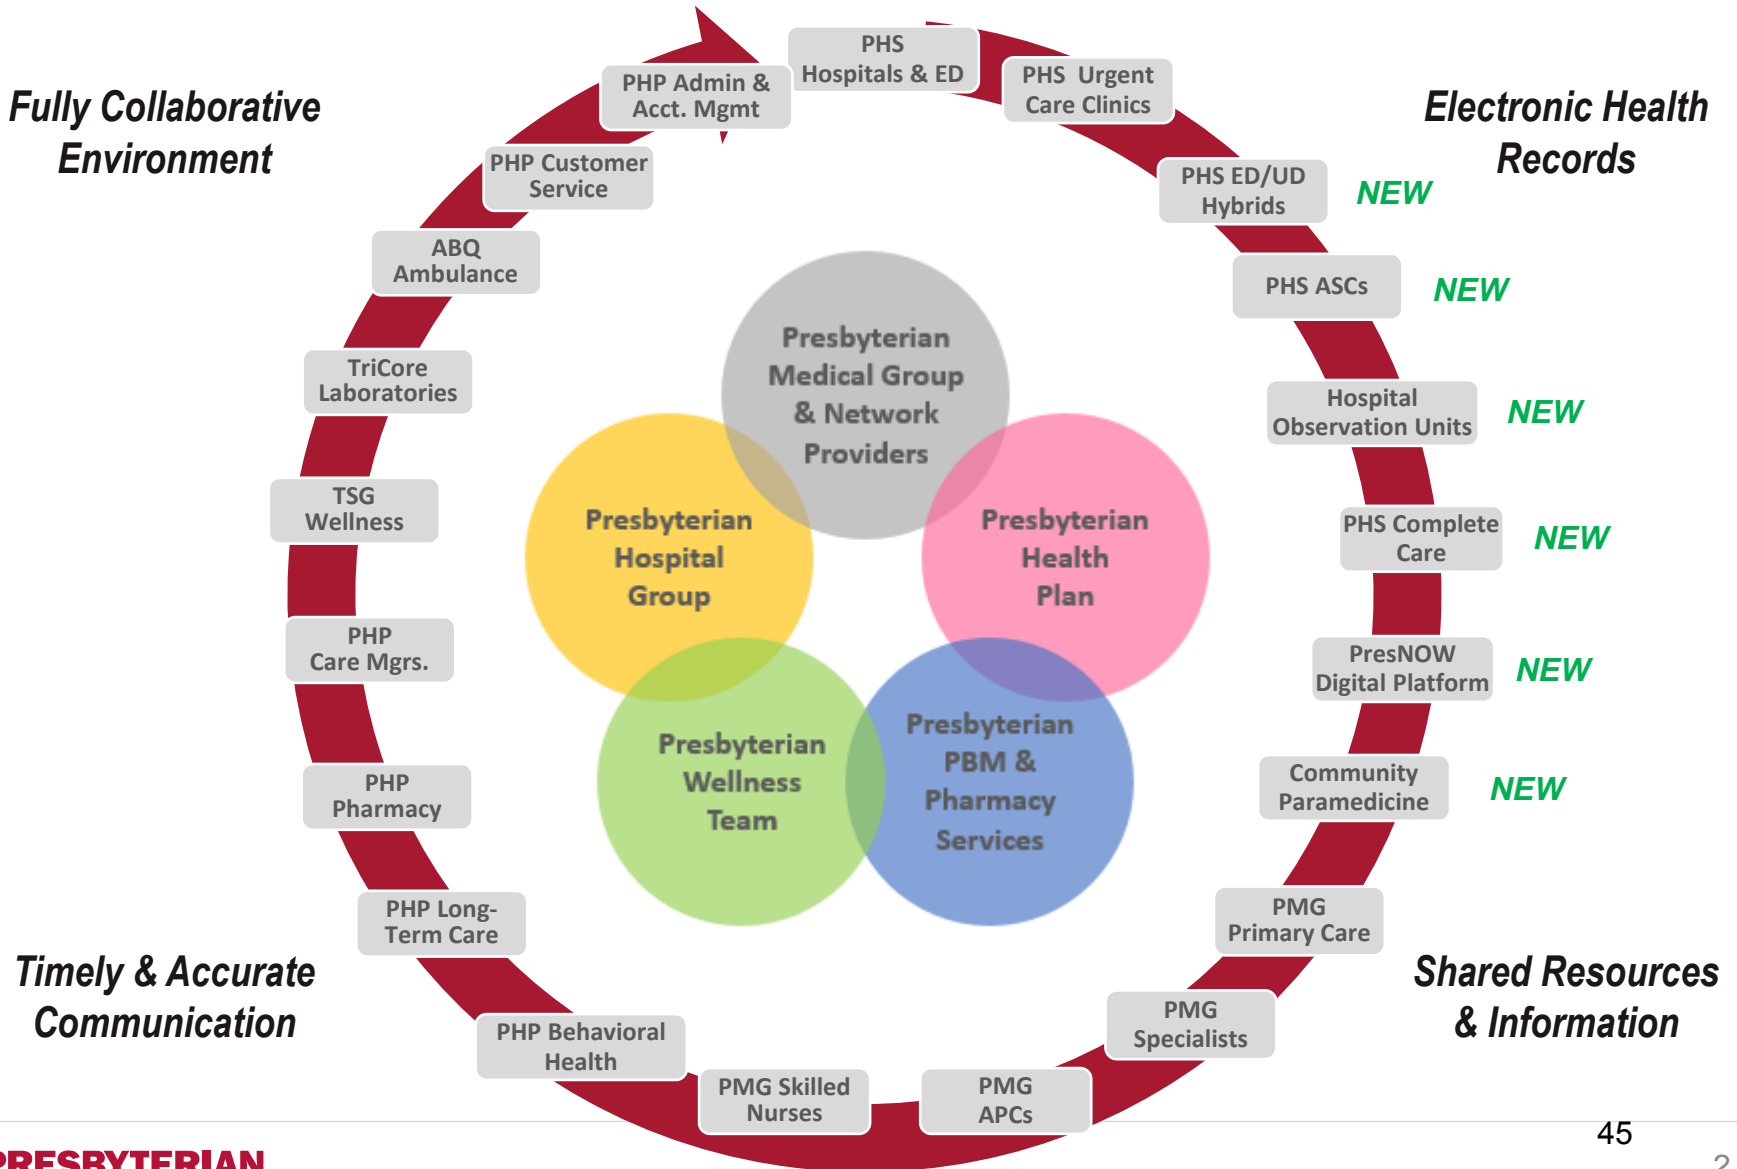 Fully Collaborative
Environment
Electronic Health
Records
PHS
Hospitals & ED
PHS Urgent
Care Clinics
PHS ED/UD
Hybrids
NEW
PHS ASCs
NEW
Hospital
Observation Units
NEW
PHS Complete
Care
NEW
PresNOW
Digital Platform
NEW
Community
Paramedicine
NEW
PMG
Primary Care
PMG
Specialists
PMG
APCs
PMG Skilled
Nurses
PHP Behavioral
Health
PHP Long-
Term Care
PHP
Pharmacy
PHP
Care Mgrs.
TSG
Wellness
TriCore
Laboratories
ABQ
Ambulance
PHP Customer
Service
PHP Admin &
Acct. Mgmt
Presbyterian
Medical Group
& Network
Providers
Presbyterian
Hospital
Group
Presbyterian
Health
Plan
Presbyterian
Wellness
Team
Presbyterian
PBM &
Pharmacy
Services
Timely & Accurate
Communication
Shared Resources
& Information
45
2
PRESBYTERIAN